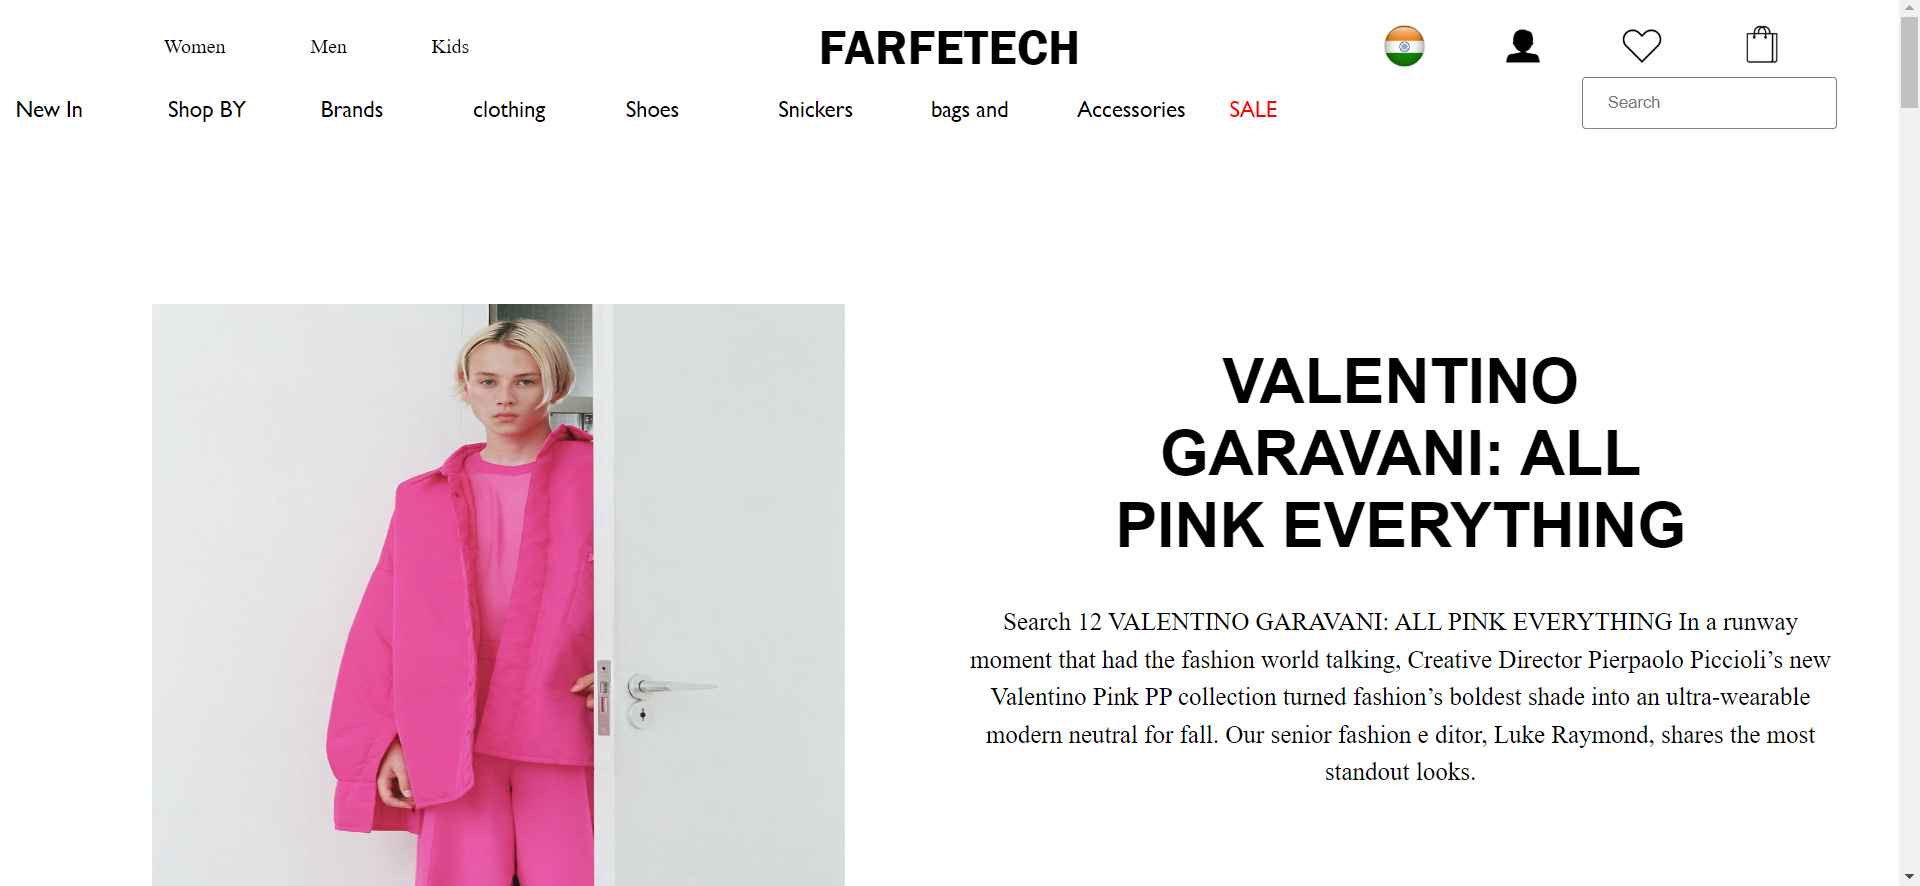 Women Men Kids FARFETECH
New In Shop BY Brands clothing Shoes Snickers bags and Accessories SALE Search
VALENTINO
GARAVANI: ALL
PINK EVERYTHING
Search 12 VALENTINO GARAVANI: ALL PINK EVERYTHING In a runway
moment that had the fashion world talking, Creative Director Pierpaolo Piccioli’s new
Valentino Pink PP collection turned fashion’s boldest shade into an ultra-wearable
modern neutral for fall. Our senior fashion e ditor, Luke Raymond, shares the most
standout looks.